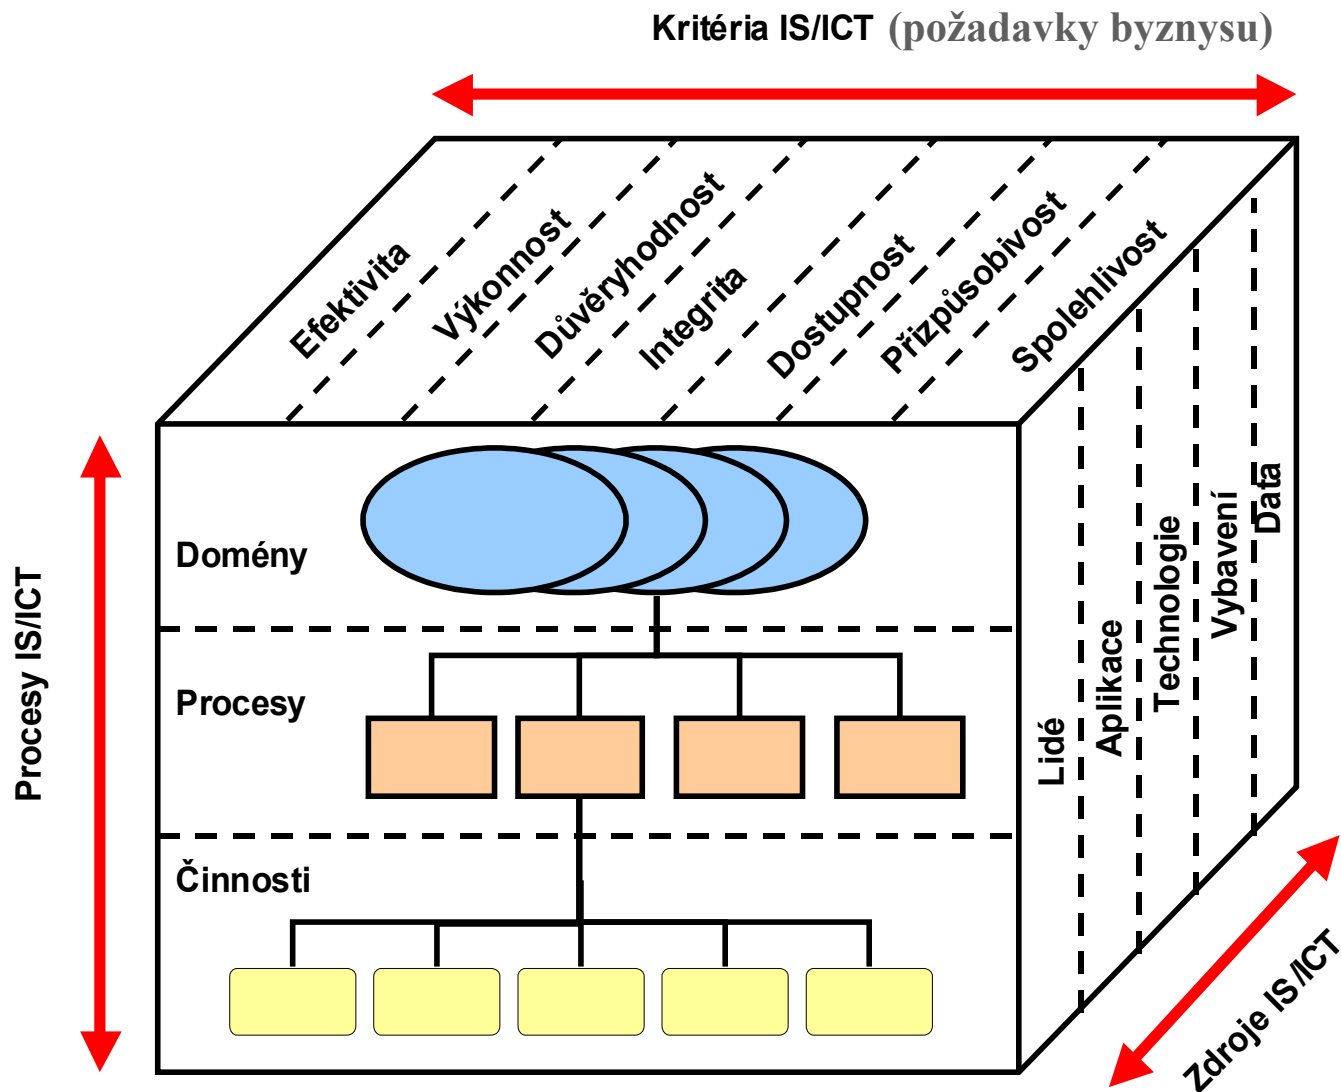 Kritéria IS/ICT (požadavky byznysu)
Efektivita
Výkonnost
Důvěryhodnost
Integrita
Dostupnost
Přizpůsobivost
Spolehlivost
Procesy IS/ICT
Domény
Procesy
Činnosti
Lidé
Aplikace
Technologie
Vybavení
Data
Zdroje IS/ICT